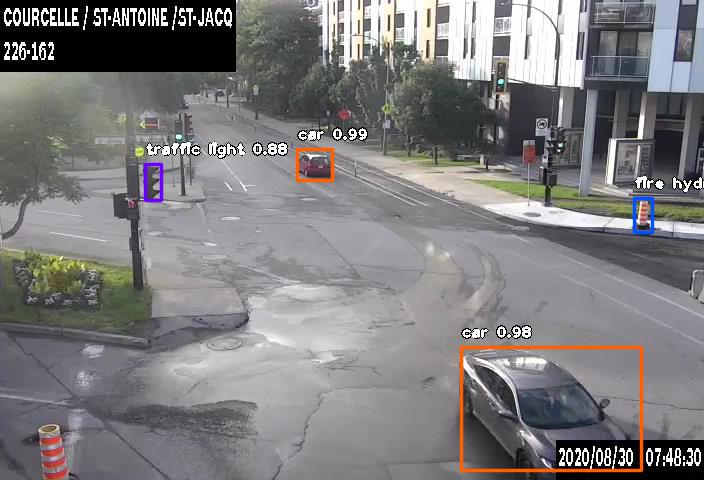 COURCELLE / ST-ANTOINE /ST-JACQ
226-162
traffic light 0.88
car 0.99
fire hyd
car 0.98
2020/08/30 07:48:30